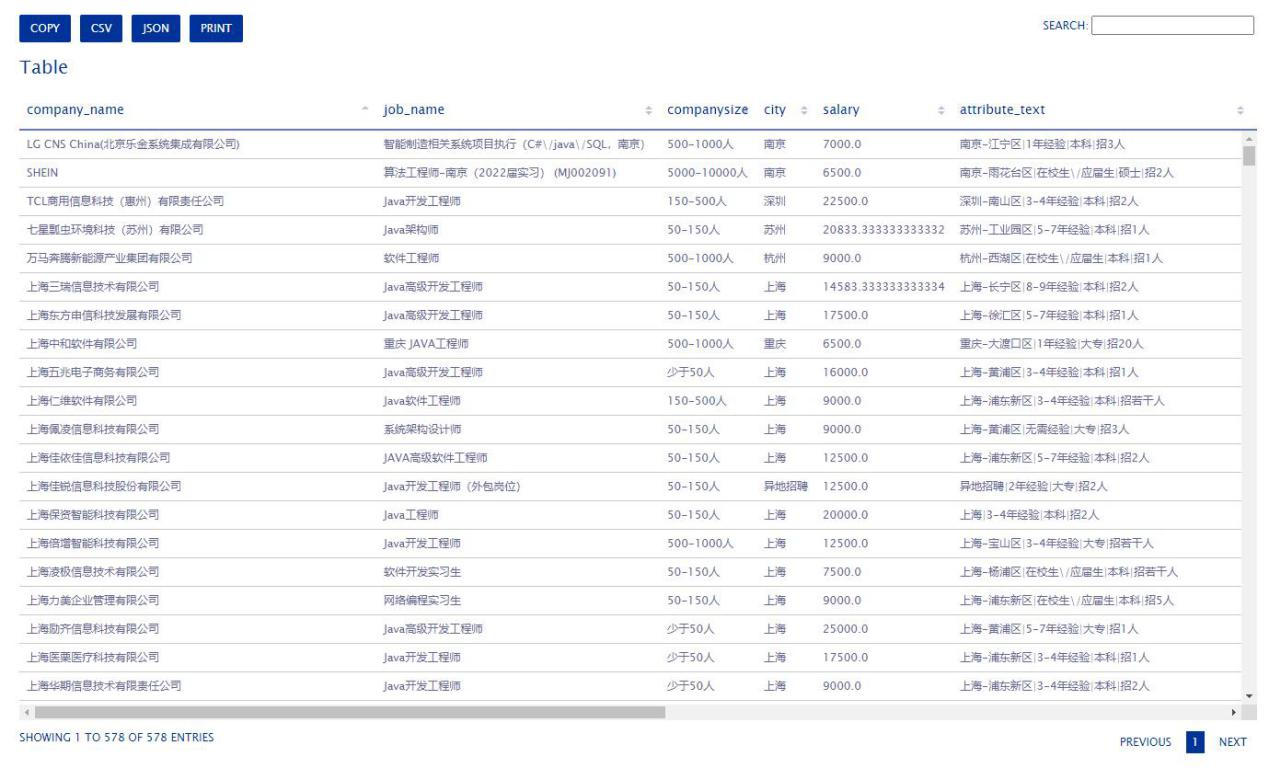 COPY CSV JSON PRINT SEARCH:
Table
company_name job_name companysize city salary attribute_text
LG CNS China(北京乐金系统集成有限公司) 智能制造相关系统项目执行（C#\/java\/SQL，南京） 500-1000人 南京 7000.0 南京-江宁区|1年经验|本科|招3人
SHEIN 算法工程师-南京（2022届实习）(MJ002091) 5000-10000人 南京 6500.0 南京-雨花台区|在校生\/应届生|硕士|招2人
TCL商用信息科技（惠州）有限责任公司 Java开发工程师 150-500人 深圳 22500.0 深圳-南山区|3-4年经验|本科|招2人
七星瓢虫环境科技（苏州）有限公司 Java架构师 50-150人 苏州 20833.333333333332 苏州-工业园区|5-7年经验|本科|招1人
万马奔腾新能源产业集团有限公司 软件工程师 500-1000人 杭州 9000.0 杭州-西湖区|在校生\/应届生|本科|招1人
上海三瑞信息技术有限公司 Java高级开发工程师 50-150人 上海 14583.333333333334 上海-长宁区|8-9年经验|本科|招2人
上海东方申信科技发展有限公司 Java高级开发工程师 50-150人 上海 17500.0 上海-徐汇区|5-7年经验|本科|招1人
上海中和软件有限公司 重庆 JAVA工程师 500-1000人 重庆 6500.0 重庆-大渡口区|1年经验|大专|招20人
上海五兆电子商务有限公司 Java高级开发工程师 少于50人 上海 16000.0 上海-黄浦区|3-4年经验|本科|招1人
上海仁维软件有限公司 Java软件工程师 150-500人 上海 9000.0 上海-浦东新区|3-4年经验|本科|招若干人
上海佩凌信息科技有限公司 系统架构设计师 50-150人 上海 9000.0 上海-黄浦区|无需经验|大专|招3人
上海佳依佳信息科技有限公司 JAVA高级软件工程师 50-150人 上海 12500.0 上海-浦东新区|5-7年经验|本科|招2人
上海佳锐信息科技股份有限公司 Java开发工程师（外包岗位） 50-150人 异地招聘 12500.0 异地招聘|2年经验|大专|招2人
上海保资智能科技有限公司 Java工程师 50-150人 上海 20000.0 上海|3-4年经验|本科|招2人
上海倍增智能科技有限公司 Java开发工程师 500-1000人 上海 12500.0 上海-宝山区|3-4年经验|大专|招若干人
上海凌极信息技术有限公司 软件开发实习生 50-150人 上海 7500.0 上海-杨浦区|在校生\/应届生|本科|招若干人
上海力美企业管理有限公司 网络编程实习生 50-150人 上海 9000.0 上海-浦东新区|在校生\/应届生|本科|招5人
上海励齐信息科技有限公司 Java高级开发工程师 少于50人 上海 25000.0 上海-黄浦区|5-7年经验|大专|招1人
上海医栗医疗科技有限公司 Java开发工程师 少于50人 上海 17500.0 上海-浦东新区|3-4年经验|本科|招1人
上海华期信息技术有限责任公司 Java开发工程师 少于50人 上海 9000.0 上海-浦东新区|3-4年经验|本科|招2人
SHOWING 1 TO 578 OF 578 ENTRIES PREVIOUS 1 NEXT